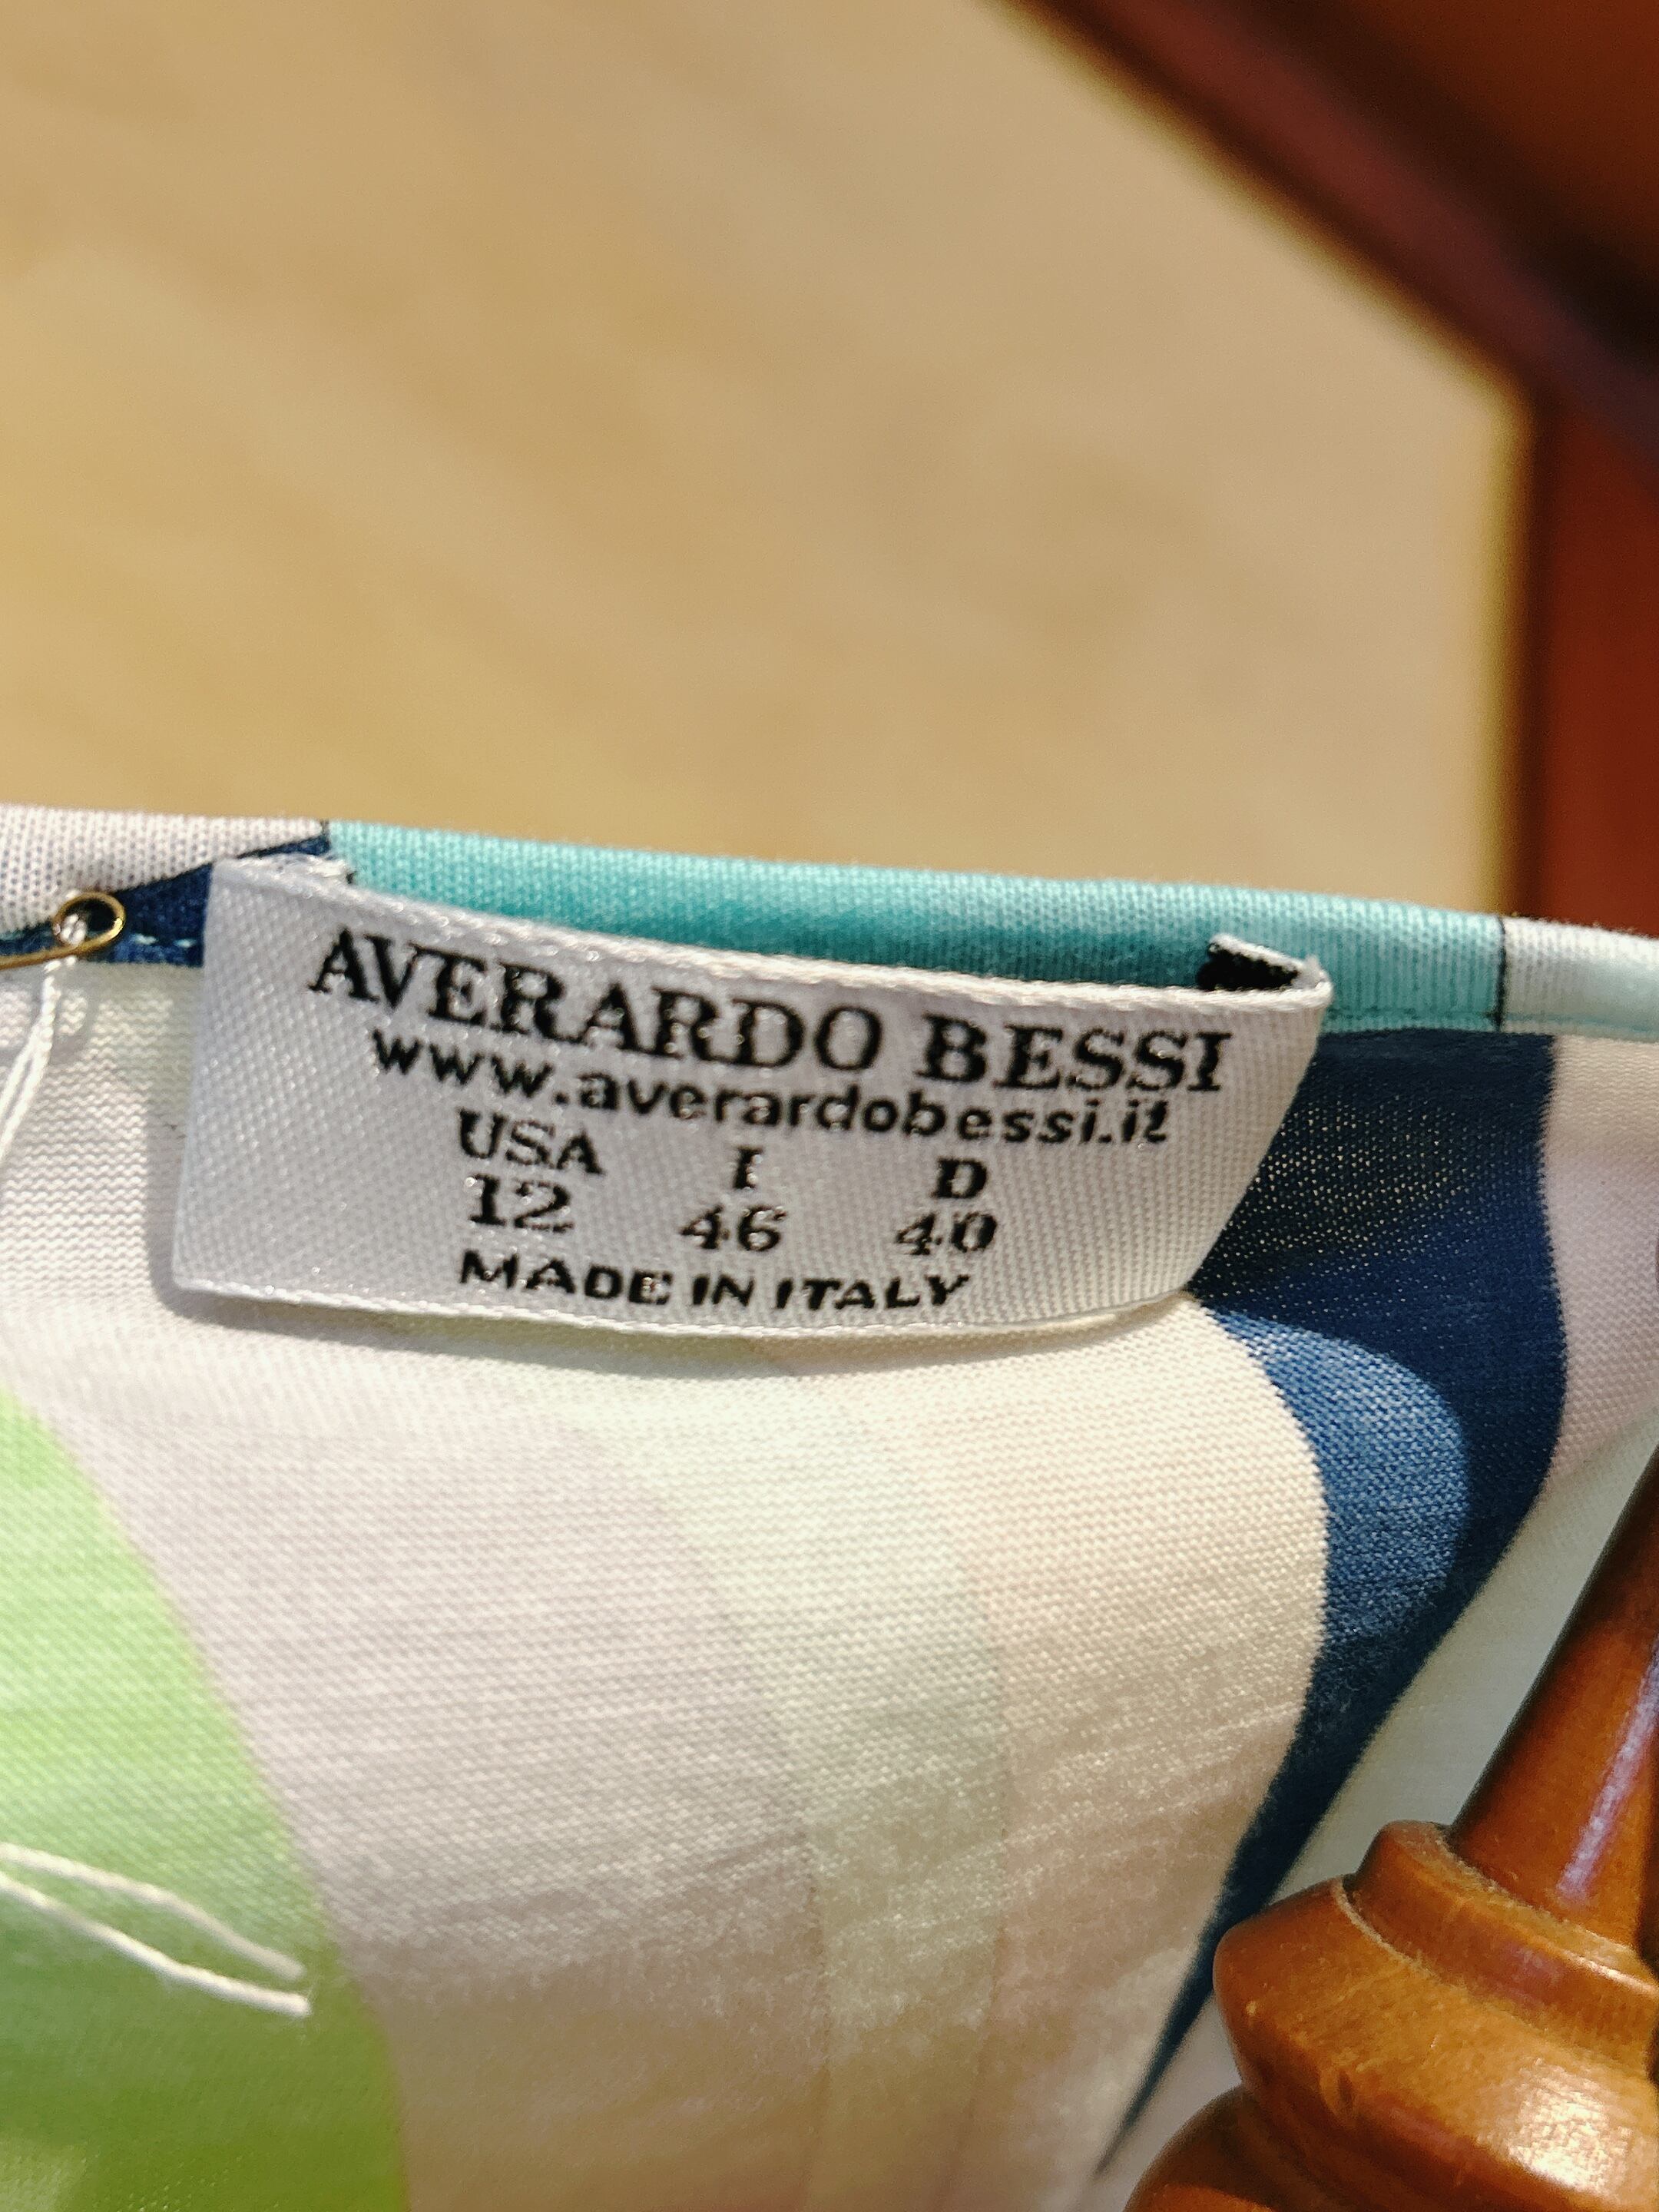 AVERARDO BESSI
www.averardobessi.it
USA I D
12 46 40
MADE IN ITALY